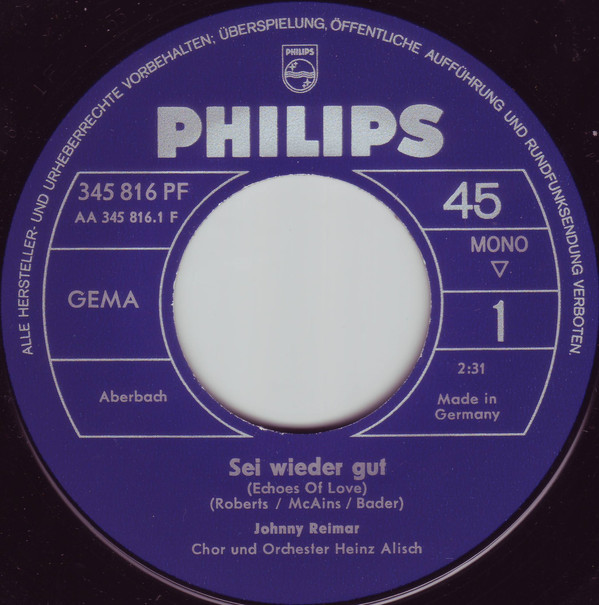 ALLE HERSTELLER- UND URHEBERRECHTE VORBEHALTEN; ÜBERSPIELUNG, ÖFFENTLICHE AUFFÜHRUNG UND RUNDFUNKSENDUNG VERBOTEN.
PHILIPS
PHILIPS
345 816 PF
AA 345 816.1 F
45
MONO
GEMA
1
2:31
Aberbach
Made in
Germany
Sei wieder gut
(Echoes Of Love)
(Roberts / McAins / Bader)
Johnny Reimar
Chor und Orchester Heinz Alisch